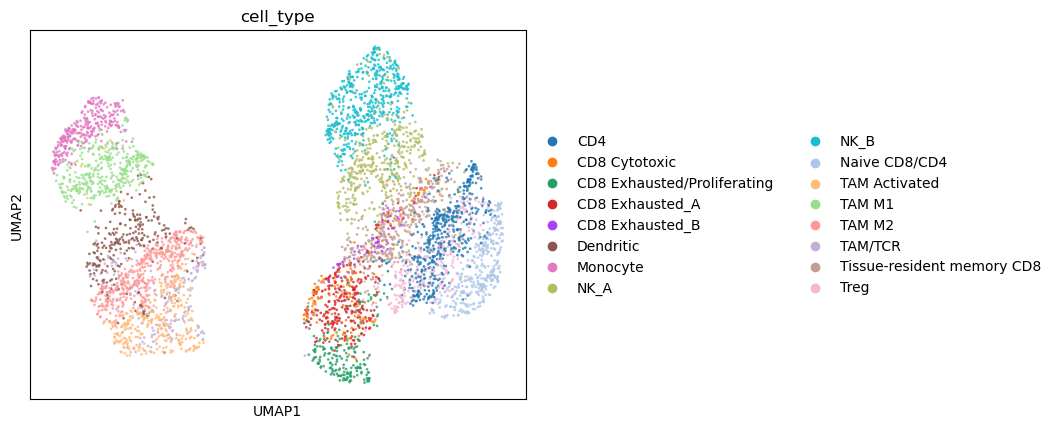 cell_type
UMAP2
UMAP1
CD4
CD8 Cytotoxic
CD8 Exhausted/Proliferating
CD8 Exhausted_A
CD8 Exhausted_B
Dendritic
Monocyte
NK_A
NK_B
Naive CD8/CD4
TAM Activated
TAM M1
TAM M2
TAM/TCR
Tissue-resident memory CD8
Treg